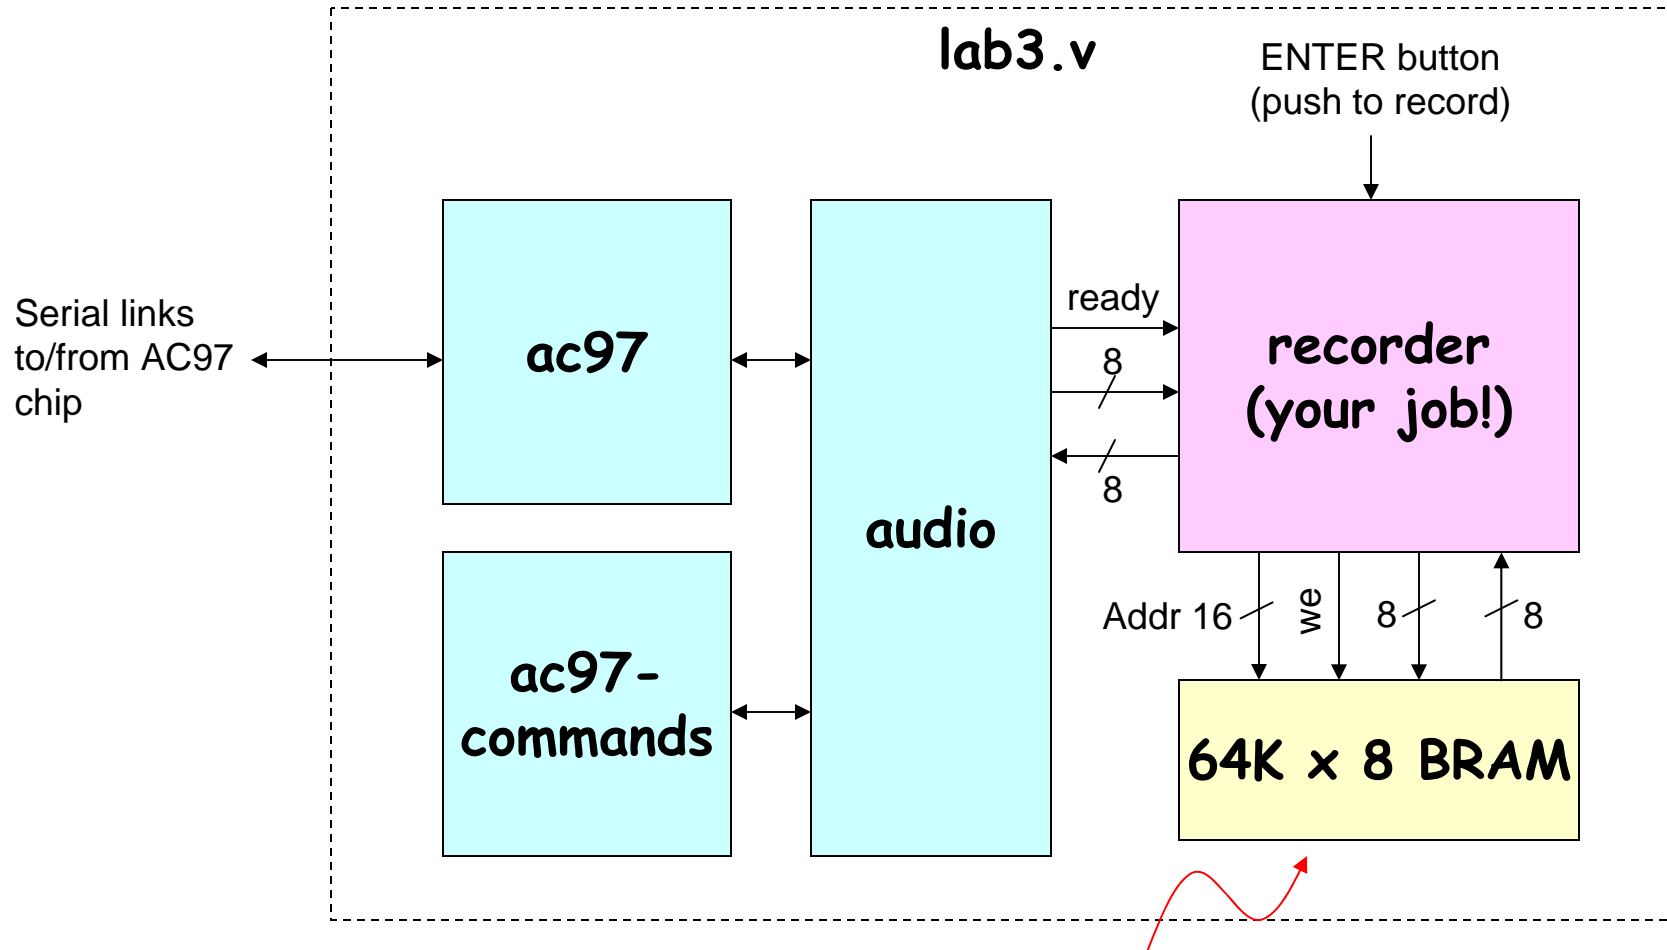 lab3.v
ENTER button
(push to record)
Serial links
to/from AC97
chip
ac97
ready
8
8
recorder
(your job!)
audio
ac97-
commands
Addr 16
we
8
8
64K x 8 BRAM